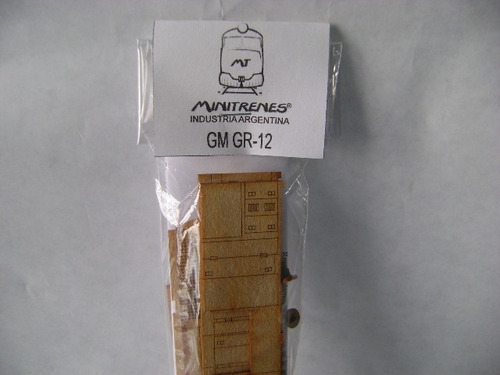 MT
MINITRENES®
INDUSTRIA ARGENTINA
GM GR-12